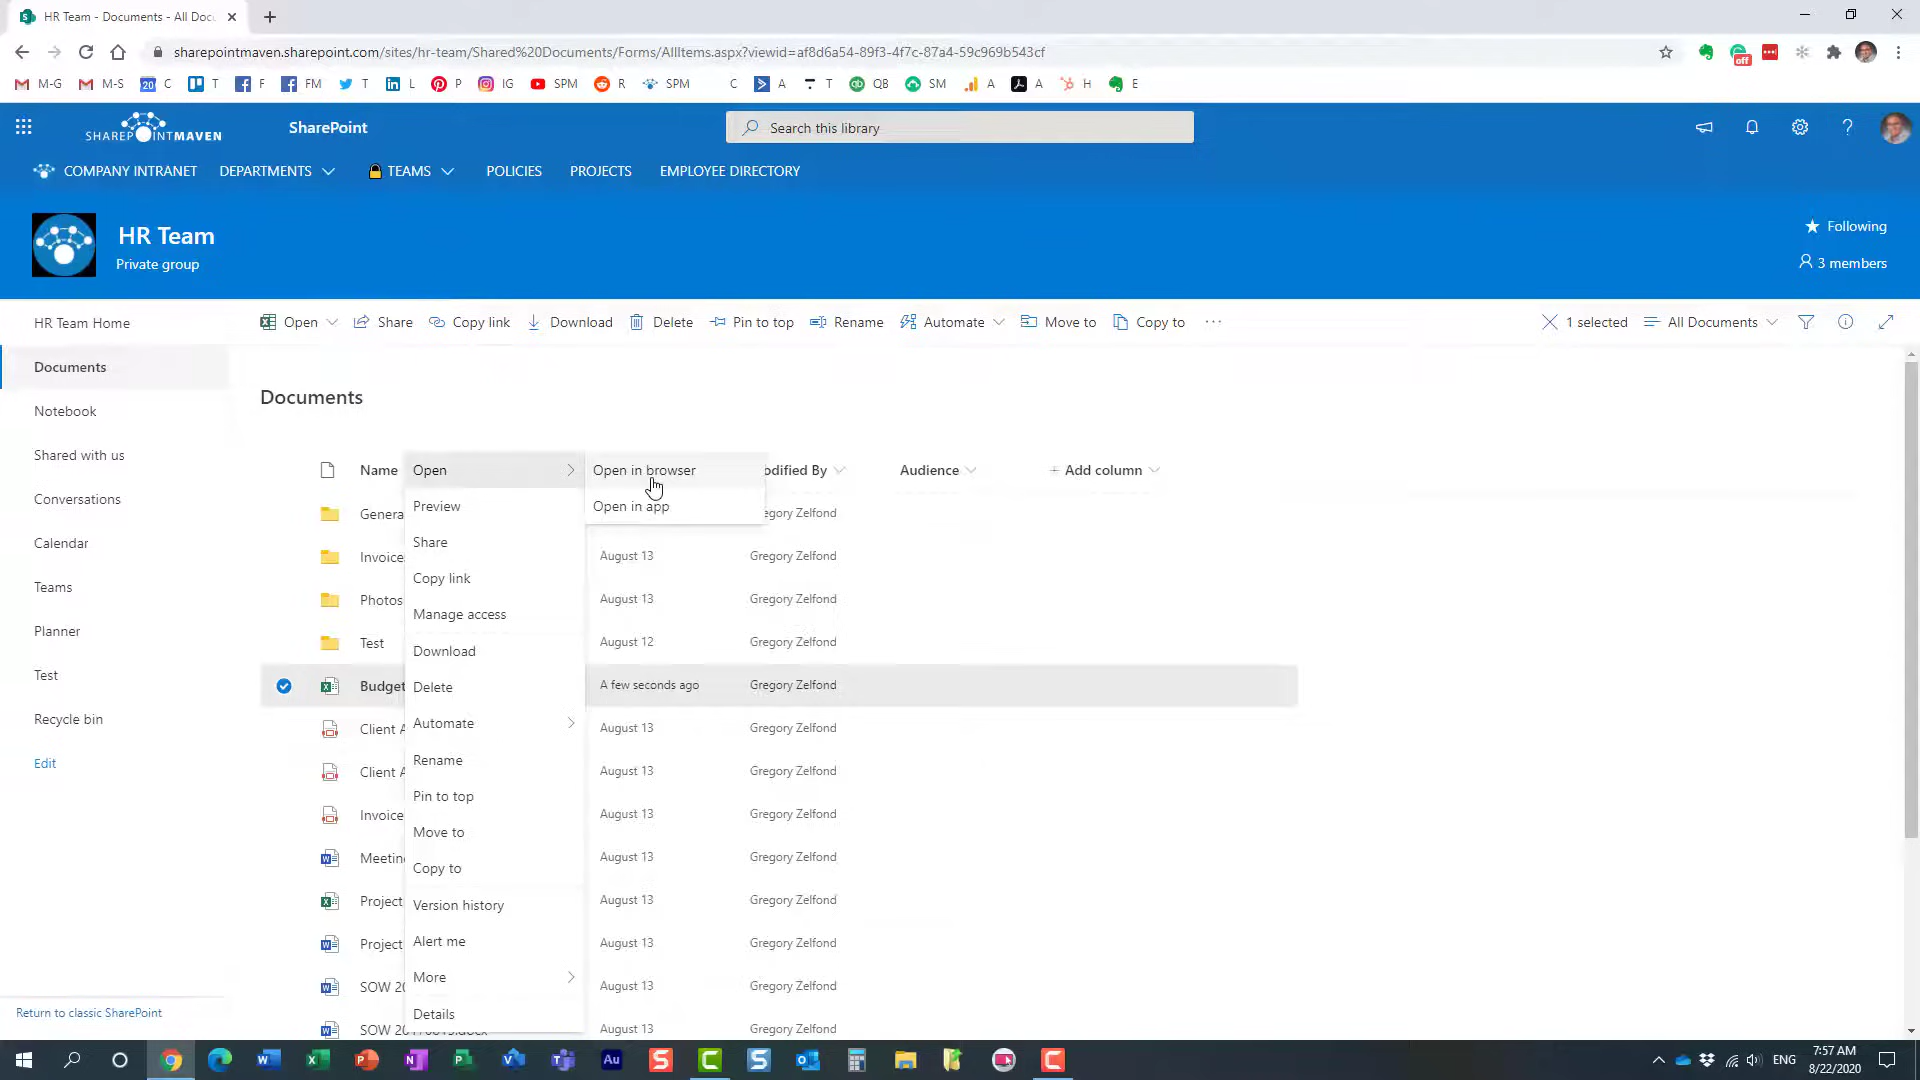 HR Team - Documents - All Doc
sharepointmaven.sharepoint.com/sites/hr-team/Shared%20Documents/Forms/AllItems.aspx?viewid=af8d6a54-89f3-4f7c-87a4-59c969b543cf
off
M-G M-S 20 C T F FM T L P IG SPM R SPM C A T QB SM A A H E
SHAREPOINTMAVEN SharePoint Search this library
COMPANY INTRANET DEPARTMENTS TEAMS POLICIES PROJECTS EMPLOYEE DIRECTORY
HR Team
Private group
Following
3 members
HR Team Home
Open Share Copy link Download Delete Pin to top Rename Automate Move to Copy to ... 1 selected All Documents
Documents
Notebook
Shared with us
Conversations
Calendar
Teams
Planner
Test
Recycle bin
Edit
Return to classic SharePoint
Documents
Name odified By Audience + Add column
Genera egory Zelfond
Invoice August 13 Gregory Zelfond
Photos August 13 Gregory Zelfond
Test August 12 Gregory Zelfond
Budget A few seconds ago Gregory Zelfond
Client A August 13 Gregory Zelfond
Client A August 13 Gregory Zelfond
Invoice August 13 Gregory Zelfond
Meetin August 13 Gregory Zelfond
Project August 13 Gregory Zelfond
Project August 13 Gregory Zelfond
SOW 20 August 13 Gregory Zelfond
August 13 Gregory Zelfond
Open
Preview
Share
Copy link
Manage access
Download
Delete
Automate
Rename
Pin to top
Move to
Copy to
Version history
Alert me
More
Details
Open in browser
Open in app
Au
ENG
7:57 AM
8/22/2020